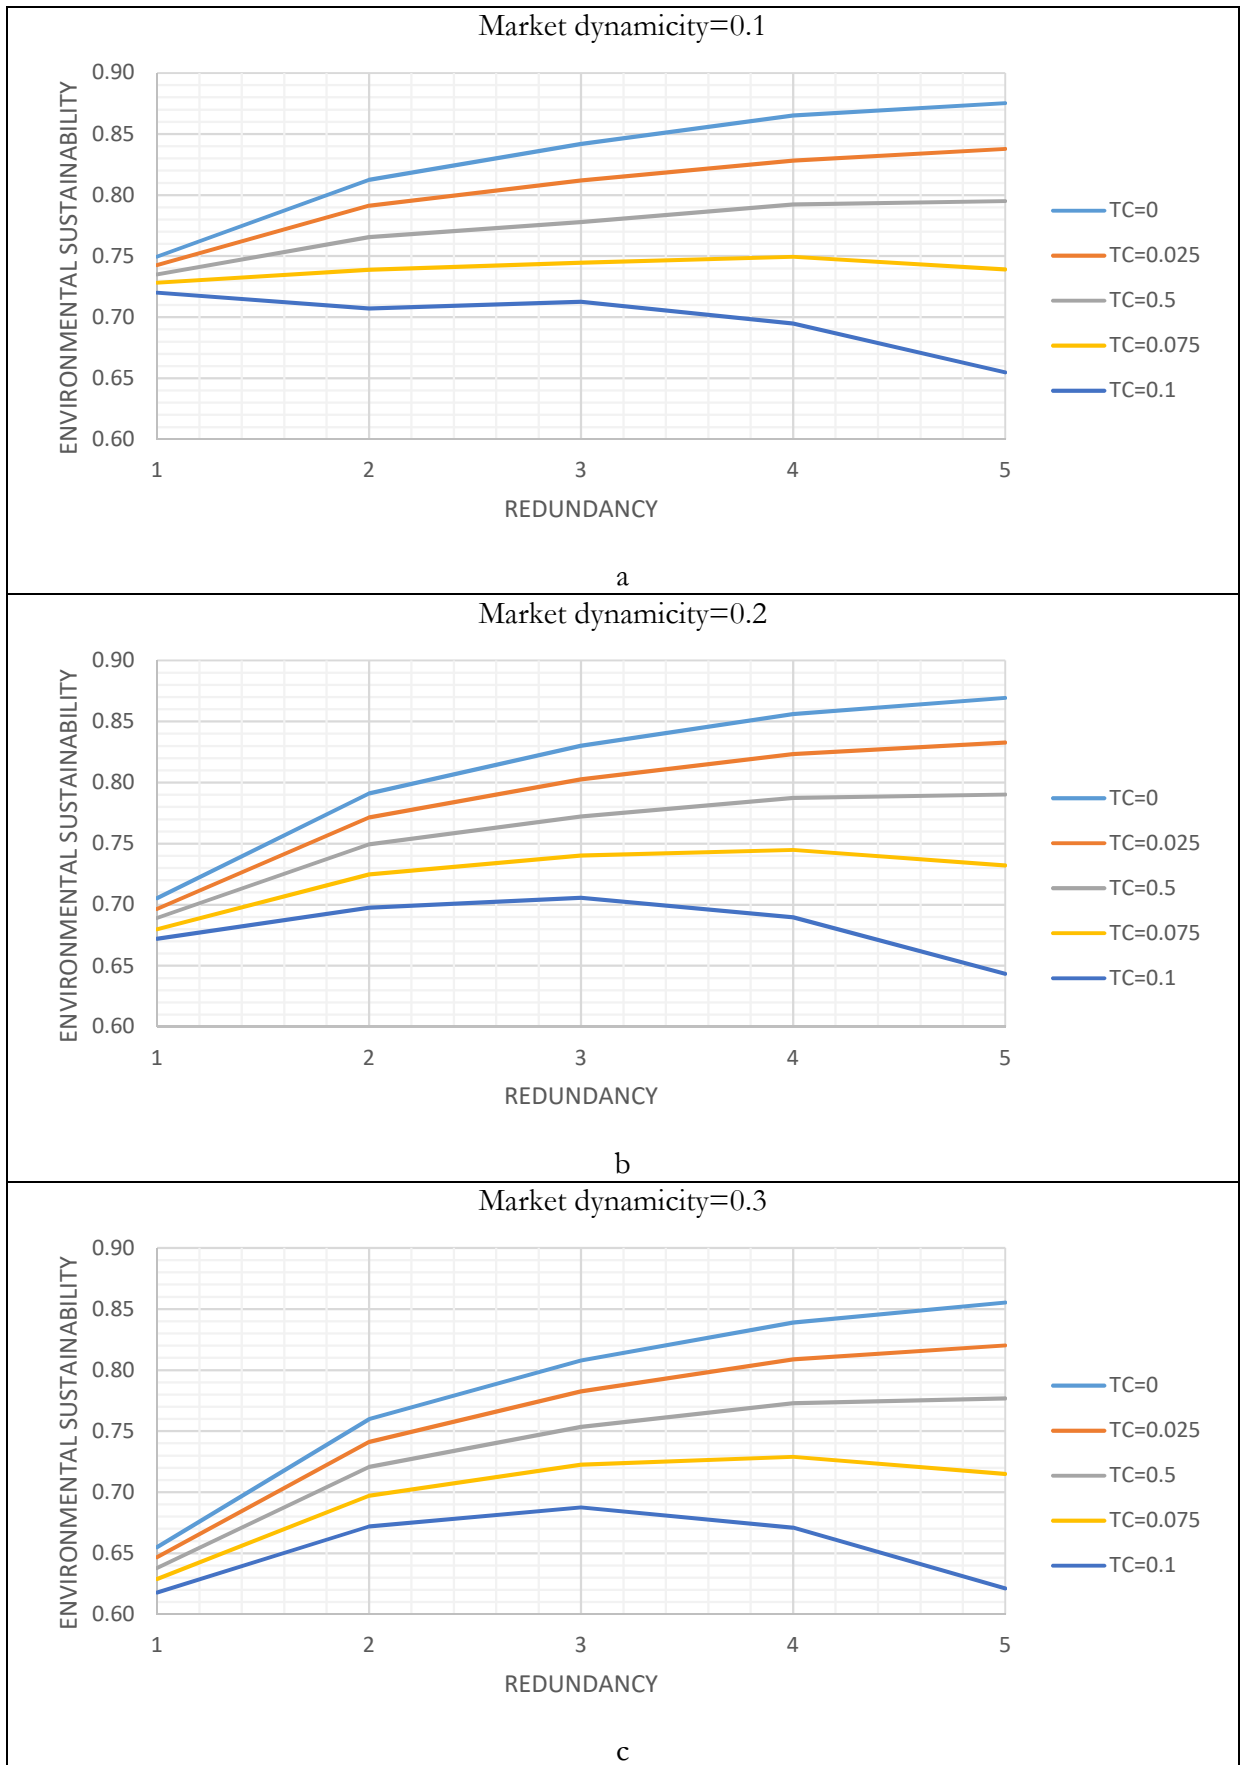 Market dynamicity=0.1
ENVIRONMENTAL SUSTAINABILITY
0.90
0.85
0.80
0.75
0.70
0.65
0.60
1 2 3 4 5
REDUNDANCY
TC=0
TC=0.025
TC=0.5
TC=0.075
TC=0.1
a
Market dynamicity=0.2
ENVIRONMENTAL SUSTAINABILITY
0.90
0.85
0.80
0.75
0.70
0.65
0.60
1 2 3 4 5
REDUNDANCY
TC=0
TC=0.025
TC=0.5
TC=0.075
TC=0.1
b
Market dynamicity=0.3
ENVIRONMENTAL SUSTAINABILITY
0.90
0.85
0.80
0.75
0.70
0.65
0.60
1 2 3 4 5
REDUNDANCY
TC=0
TC=0.025
TC=0.5
TC=0.075
TC=0.1
c